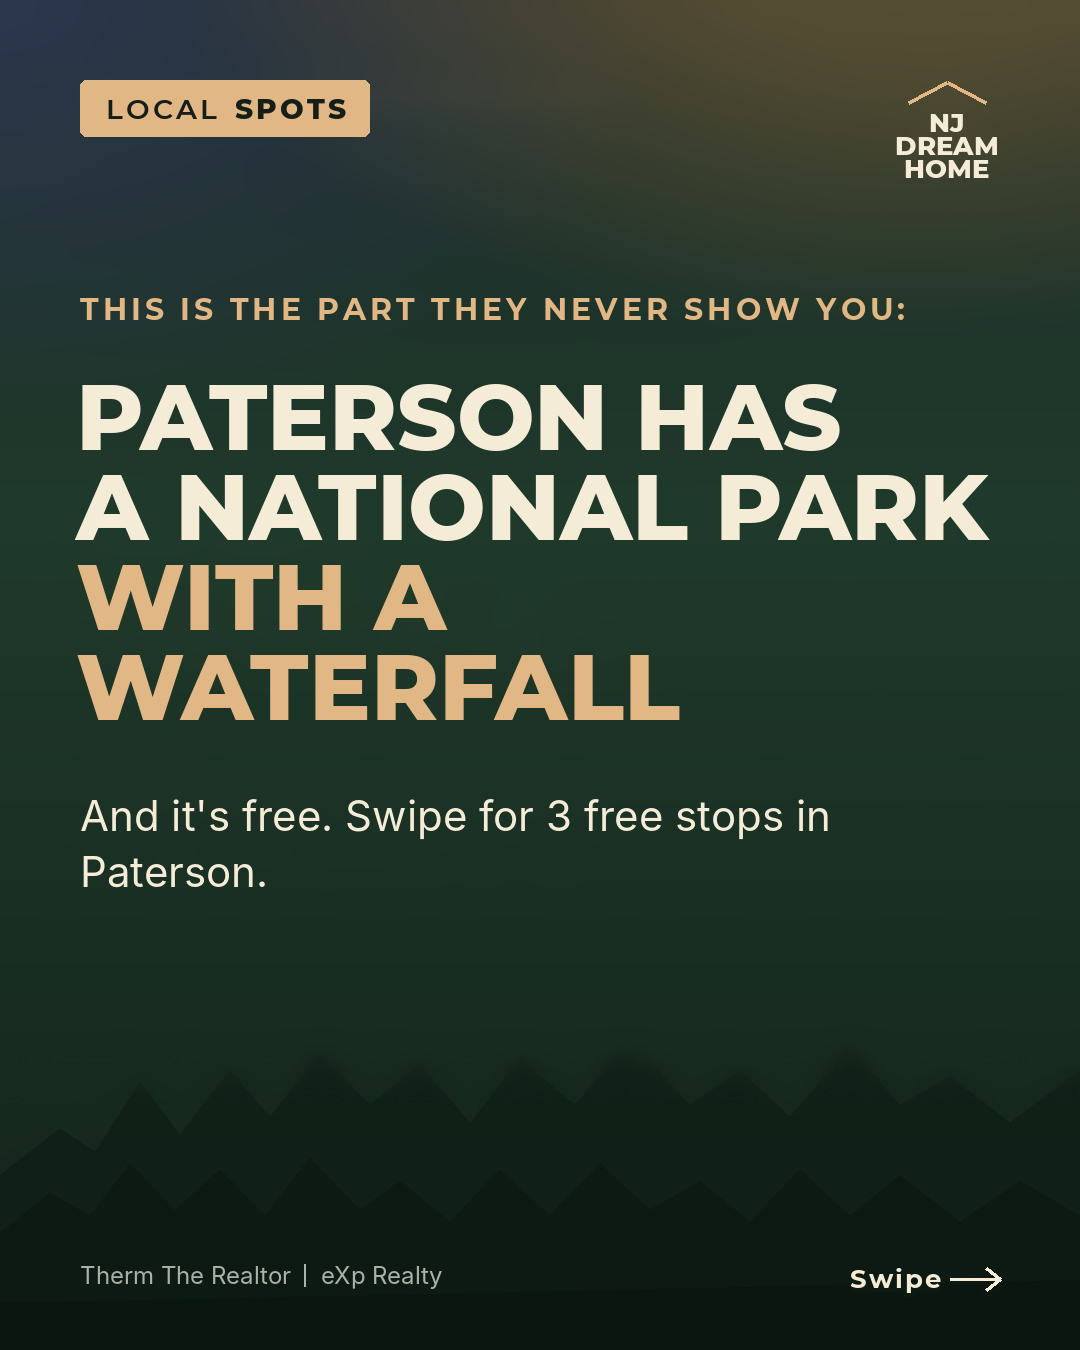 LOCAL SPOTS
NJ
DREAM
HOME
THIS IS THE PART THEY NEVER SHOW YOU:
PATERSON HAS
A NATIONAL PARK
WITH A
WATERFALL
And it's free. Swipe for 3 free stops in
Paterson.
Therm The Realtor | eXp Realty
Swipe